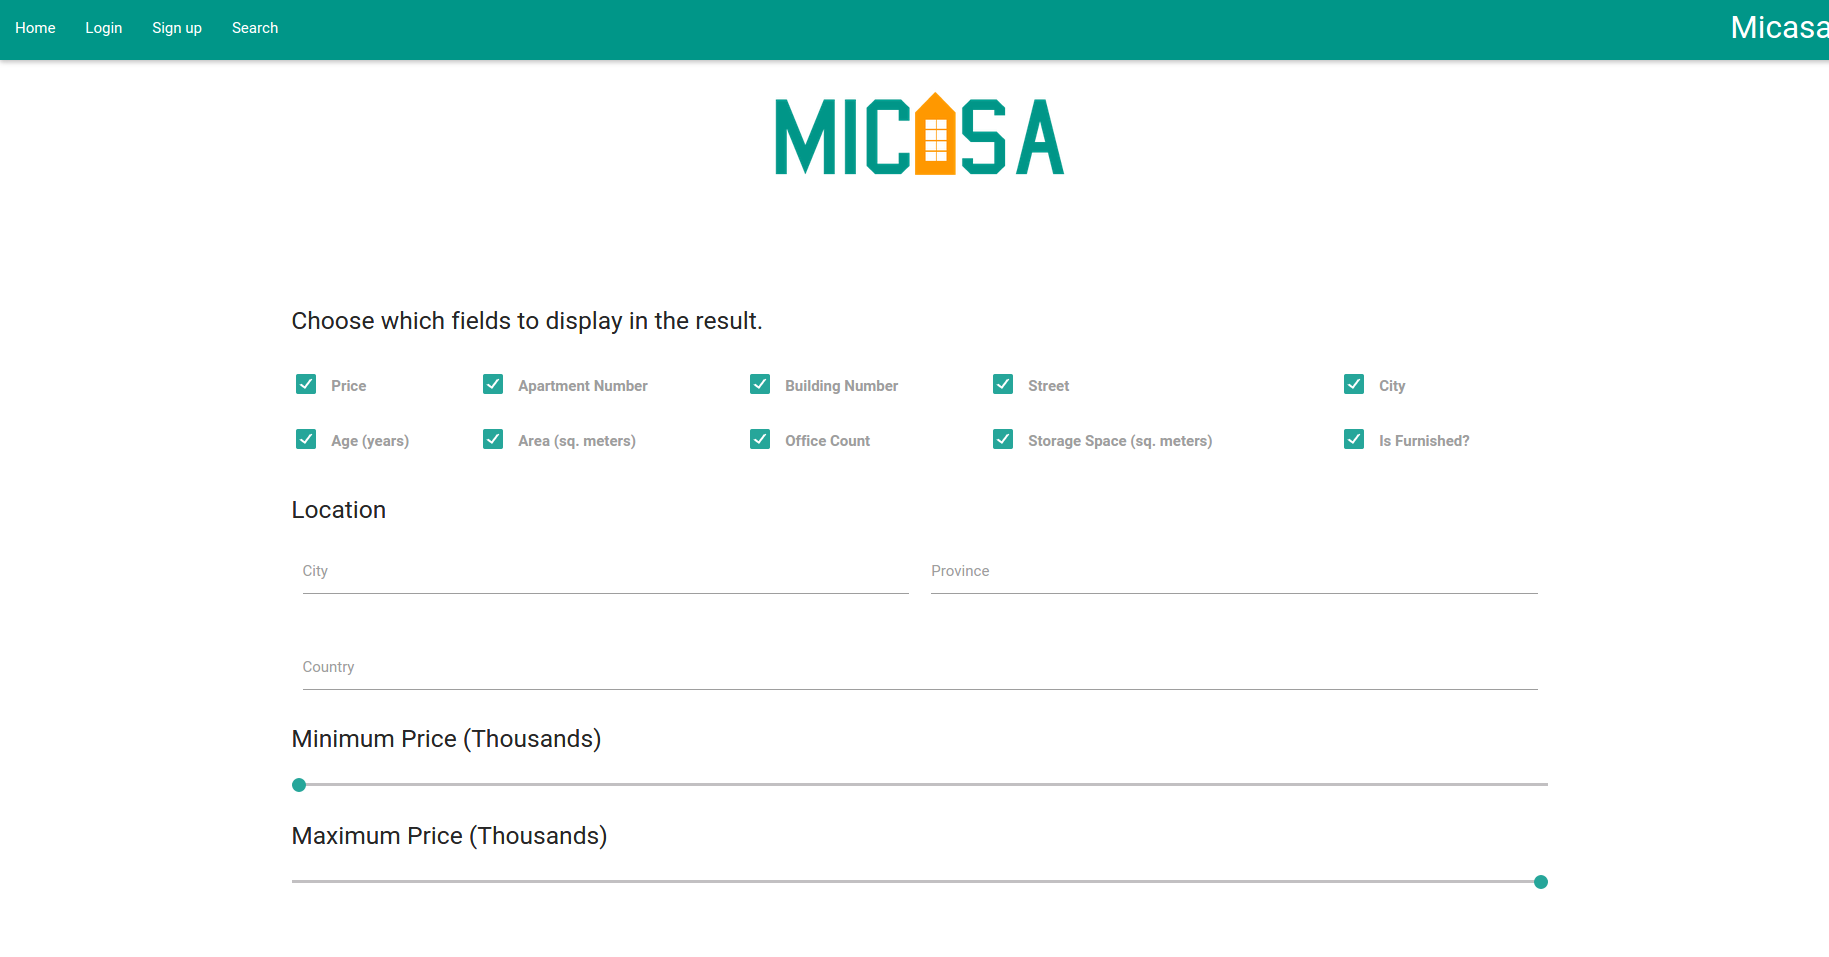 Home Login Sign up Search Micasa
MICASA
Choose which fields to display in the result.
Price Apartment Number Building Number Street City
Age (years) Area (sq. meters) Office Count Storage Space (sq. meters) Is Furnished?
Location
City Province
Country
Minimum Price (Thousands)
Maximum Price (Thousands)